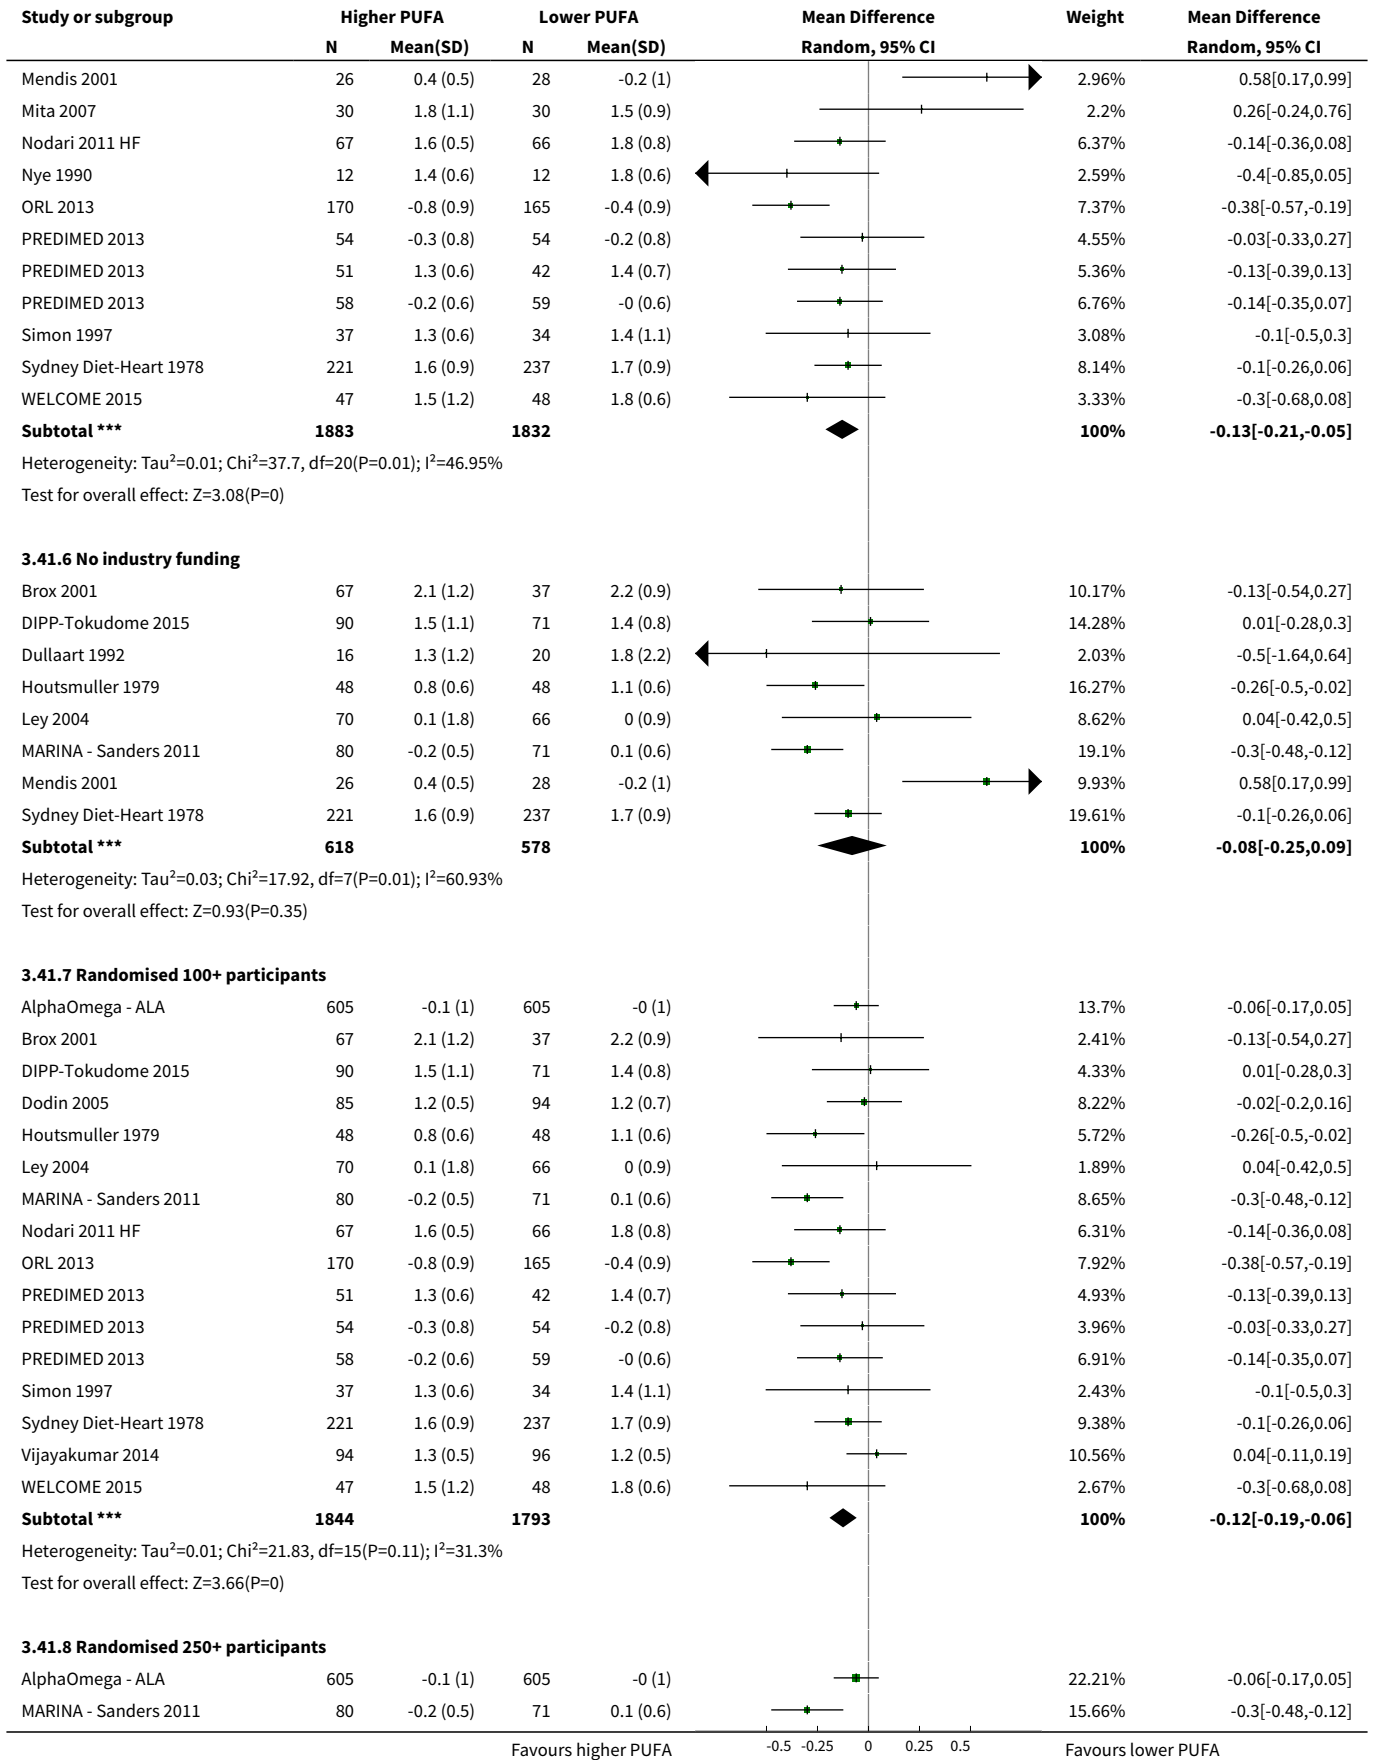 Study or subgroup Higher PUFA Lower PUFA Mean Difference Weight Mean Difference
N Mean(SD) N Mean(SD) Random, 95% CI Random, 95% CI
Mendis 2001 26 0.4 (0.5) 28 -0.2 (1) 2.96% 0.58[0.17,0.99]
Mita 2007 30 1.8 (1.1) 30 1.5 (0.9) 2.2% 0.26[-0.24,0.76]
Nodari 2011 HF 67 1.6 (0.5) 66 1.8 (0.8) 6.37% -0.14[-0.36,0.08]
Nye 1990 12 1.4 (0.6) 12 1.8 (0.6) 2.59% -0.4[-0.85,0.05]
ORL 2013 170 -0.8 (0.9) 165 -0.4 (0.9) 7.37% -0.38[-0.57,-0.19]
PREDIMED 2013 54 -0.3 (0.8) 54 -0.2 (0.8) 4.55% -0.03[-0.33,0.27]
PREDIMED 2013 51 1.3 (0.6) 42 1.4 (0.7) 5.36% -0.13[-0.39,0.13]
PREDIMED 2013 58 -0.2 (0.6) 59 -0 (0.6) 6.76% -0.14[-0.35,0.07]
Simon 1997 37 1.3 (0.6) 34 1.4 (1.1) 3.08% -0.1[-0.5,0.3]
Sydney Diet-Heart 1978 221 1.6 (0.9) 237 1.7 (0.9) 8.14% -0.1[-0.26,0.06]
WELCOME 2015 47 1.5 (1.2) 48 1.8 (0.6) 3.33% -0.3[-0.68,0.08]
Subtotal *** 1883 1832 100% -0.13[-0.21,-0.05]
Heterogeneity: Tau²=0.01; Chi²=37.7, df=20(P=0.01); I²=46.95%
Test for overall effect: Z=3.08(P=0)
3.41.6 No industry funding
Brox 2001 67 2.1 (1.2) 37 2.2 (0.9) 10.17% -0.13[-0.54,0.27]
DIPP-Tokudome 2015 90 1.5 (1.1) 71 1.4 (0.8) 14.28% 0.01[-0.28,0.3]
Dullaart 1992 16 1.3 (1.2) 20 1.8 (2.2) 2.03% -0.5[-1.64,0.64]
Houtsmuller 1979 48 0.8 (0.6) 48 1.1 (0.6) 16.27% -0.26[-0.5,-0.02]
Ley 2004 70 0.1 (1.8) 66 0 (0.9) 8.62% 0.04[-0.42,0.5]
MARINA - Sanders 2011 80 -0.2 (0.5) 71 0.1 (0.6) 19.1% -0.3[-0.48,-0.12]
Mendis 2001 26 0.4 (0.5) 28 -0.2 (1) 9.93% 0.58[0.17,0.99]
Sydney Diet-Heart 1978 221 1.6 (0.9) 237 1.7 (0.9) 19.61% -0.1[-0.26,0.06]
Subtotal *** 618 578 100% -0.08[-0.25,0.09]
Heterogeneity: Tau²=0.03; Chi²=17.92, df=7(P=0.01); I²=60.93%
Test for overall effect: Z=0.93(P=0.35)
3.41.7 Randomised 100+ participants
AlphaOmega - ALA 605 -0.1 (1) 605 -0 (1) 13.7% -0.06[-0.17,0.05]
Brox 2001 67 2.1 (1.2) 37 2.2 (0.9) 2.41% -0.13[-0.54,0.27]
DIPP-Tokudome 2015 90 1.5 (1.1) 71 1.4 (0.8) 4.33% 0.01[-0.28,0.3]
Dodin 2005 85 1.2 (0.5) 94 1.2 (0.7) 8.22% -0.02[-0.2,0.16]
Houtsmuller 1979 48 0.8 (0.6) 48 1.1 (0.6) 5.72% -0.26[-0.5,-0.02]
Ley 2004 70 0.1 (1.8) 66 0 (0.9) 1.89% 0.04[-0.42,0.5]
MARINA - Sanders 2011 80 -0.2 (0.5) 71 0.1 (0.6) 8.65% -0.3[-0.48,-0.12]
Nodari 2011 HF 67 1.6 (0.5) 66 1.8 (0.8) 6.31% -0.14[-0.36,0.08]
ORL 2013 170 -0.8 (0.9) 165 -0.4 (0.9) 7.92% -0.38[-0.57,-0.19]
PREDIMED 2013 51 1.3 (0.6) 42 1.4 (0.7) 4.93% -0.13[-0.39,0.13]
PREDIMED 2013 54 -0.3 (0.8) 54 -0.2 (0.8) 3.96% -0.03[-0.33,0.27]
PREDIMED 2013 58 -0.2 (0.6) 59 -0 (0.6) 6.91% -0.14[-0.35,0.07]
Simon 1997 37 1.3 (0.6) 34 1.4 (1.1) 2.43% -0.1[-0.5,0.3]
Sydney Diet-Heart 1978 221 1.6 (0.9) 237 1.7 (0.9) 9.38% -0.1[-0.26,0.06]
Vijayakumar 2014 94 1.3 (0.5) 96 1.2 (0.5) 10.56% 0.04[-0.11,0.19]
WELCOME 2015 47 1.5 (1.2) 48 1.8 (0.6) 2.67% -0.3[-0.68,0.08]
Subtotal *** 1844 1793 100% -0.12[-0.19,-0.06]
Heterogeneity: Tau²=0.01; Chi²=21.83, df=15(P=0.11); I²=31.3%
Test for overall effect: Z=3.66(P=0)
3.41.8 Randomised 250+ participants
AlphaOmega - ALA 605 -0.1 (1) 605 -0 (1) 22.21% -0.06[-0.17,0.05]
MARINA - Sanders 2011 80 -0.2 (0.5) 71 0.1 (0.6) 15.66% -0.3[-0.48,-0.12]
Favours higher PUFA -0.5 -0.25 0 0.25 0.5 Favours lower PUFA